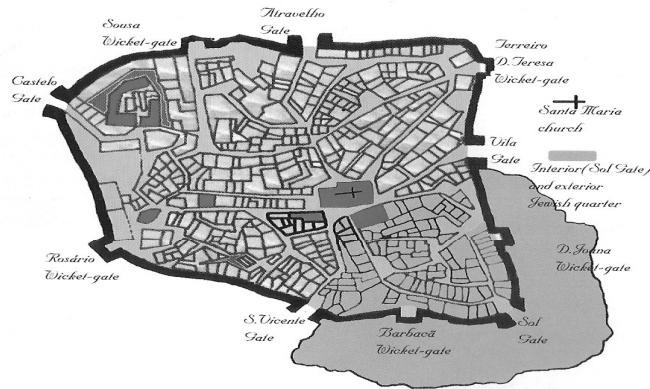 Sousa
Wicket-gate
Atravelho
Gate
Terreiro
D. Teresa
Wicket-gate
Castelo
Gate
Santa Maria
church
Vila
Gate
Interior (Sol Gate)
and exterior
Jewish quarter
Rosário
Wicket-gate
D. Joana
Wicket-gate
S. Vicente
Gate
Barbacã
Wicket-gate
Sol
Gate